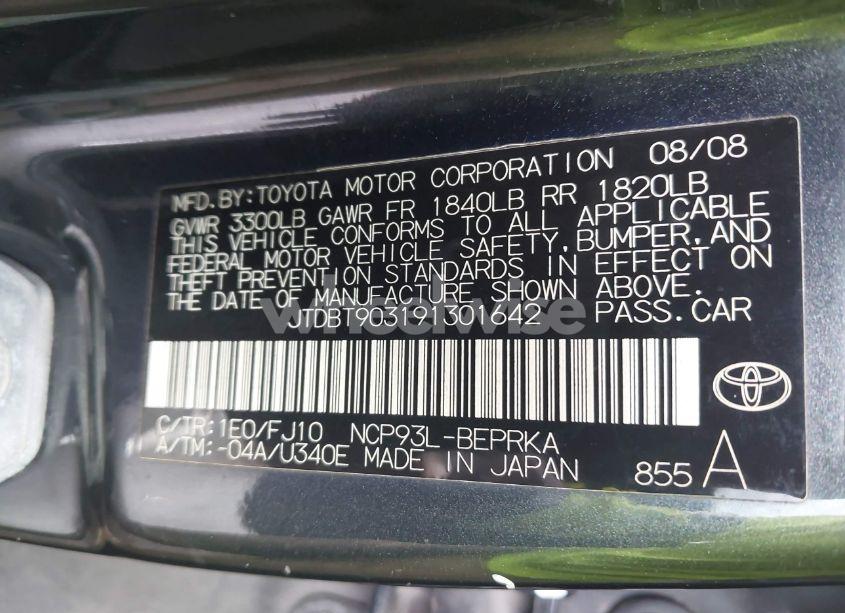 MFD. BY: TOYOTA MOTOR CORPORATION 08/08
GVWR 3300LB GAWR FR 1840LB RR 1820LB
THIS VEHICLE CONFORMS TO ALL APPLICABLE
FEDERAL MOTOR VEHICLE SAFETY, BUMPER, AND
THEFT PREVENTION STANDARDS IN EFFECT ON
THE DATE OF MANUFACTURE SHOWN ABOVE.
JTDBT903191301642 PASS. CAR
wheelwise
C/TR: 1E0/FJ10 NCP93L-BEPRKA
A/TM: -04A/U340E MADE IN JAPAN
855 A